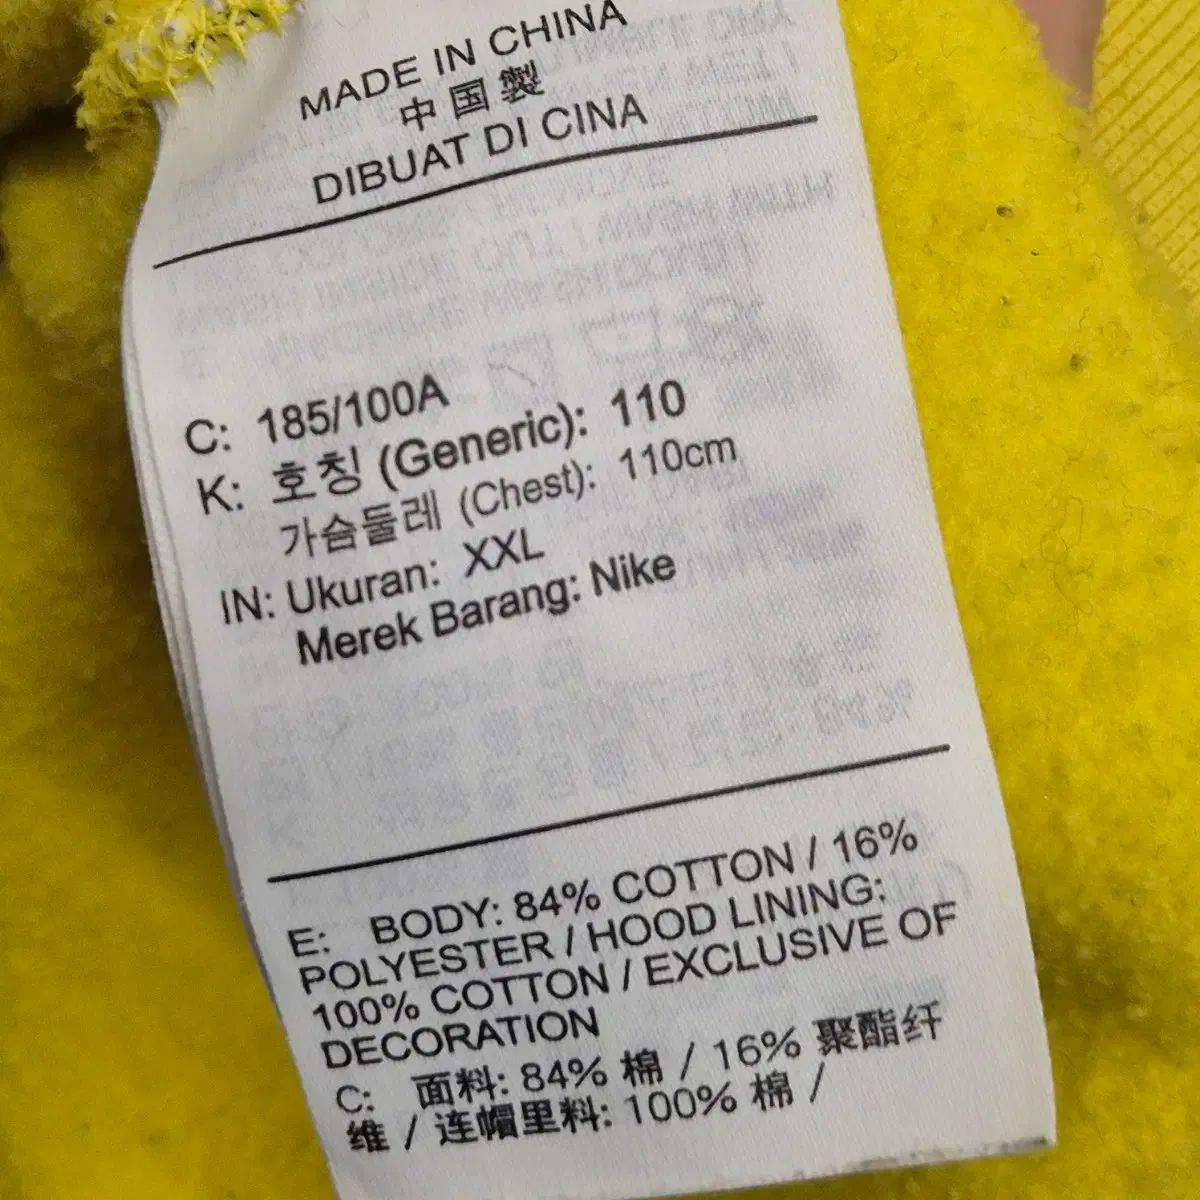 MADE IN CHINA
中国製
DIBUAT DI CINA
C: 185/100A
K: 호칭 (Generic): 110
가슴둘레 (Chest): 110cm
IN: Ukuran: XXL
Merek Barang: Nike
E: BODY: 84% COTTON / 16%
POLYESTER / HOOD LINING:
100% COTTON / EXCLUSIVE OF
DECORATION
C: 面料: 84% 棉 / 16% 聚酯纤
维 / 连帽里料: 100% 棉 /